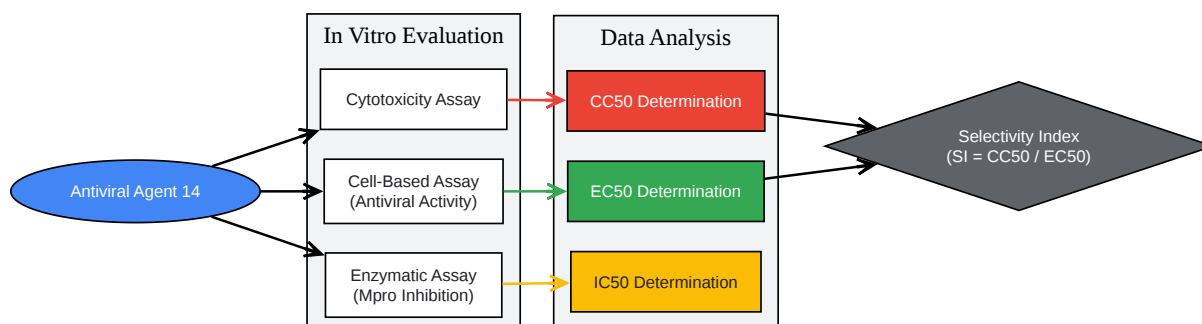 In Vitro Evaluation
Data Analysis
Cytotoxicity Assay
CC50 Determination
Selectivity Index
(SI = CC50 / EC50)
Antiviral Agent 14
Cell-Based Assay
(Antiviral Activity)
EC50 Determination
Enzymatic Assay
(Mpro Inhibition)
IC50 Determination